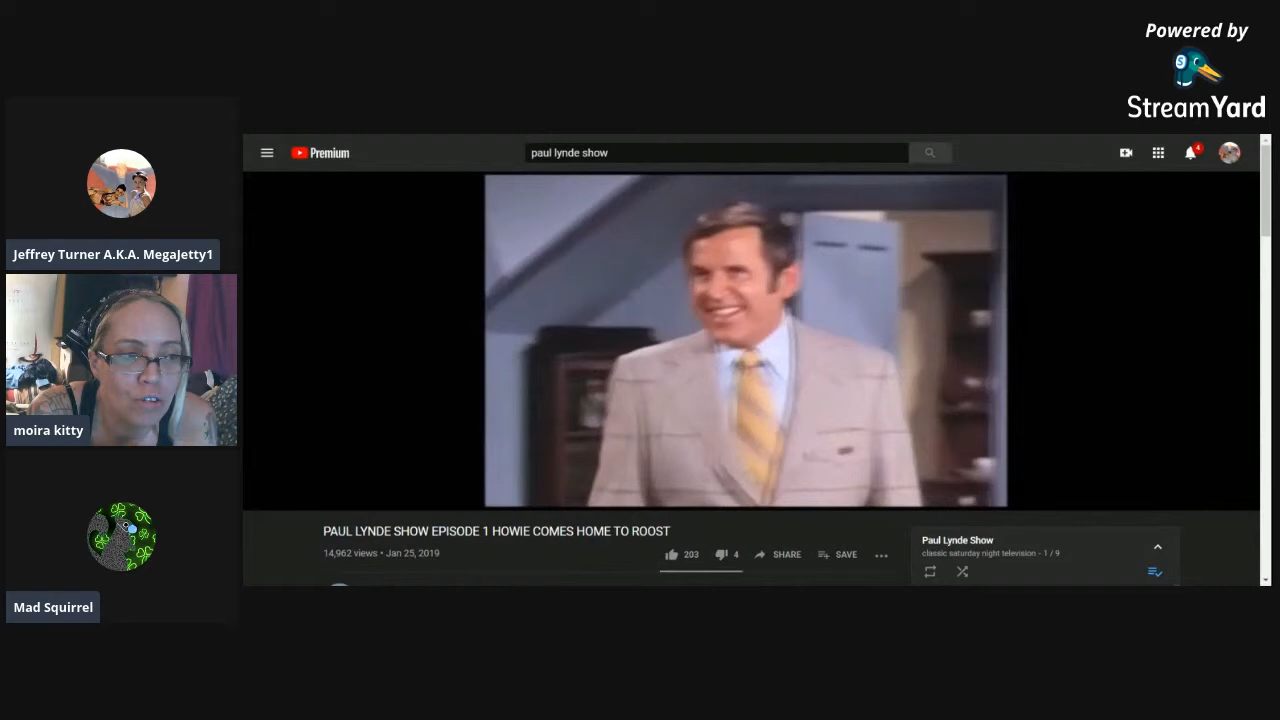 Powered by
StreamYard
Premium
paul lynde show
4
Jeffrey Turner A.K.A. MegaJetty1
moira kitty
Mad Squirrel
PAUL LYNDE SHOW EPISODE 1 HOWIE COMES HOME TO ROOST
14,962 views • Jan 25, 2019
203
4
SHARE
SAVE
Paul Lynde Show
classic saturday night television - 1 / 9